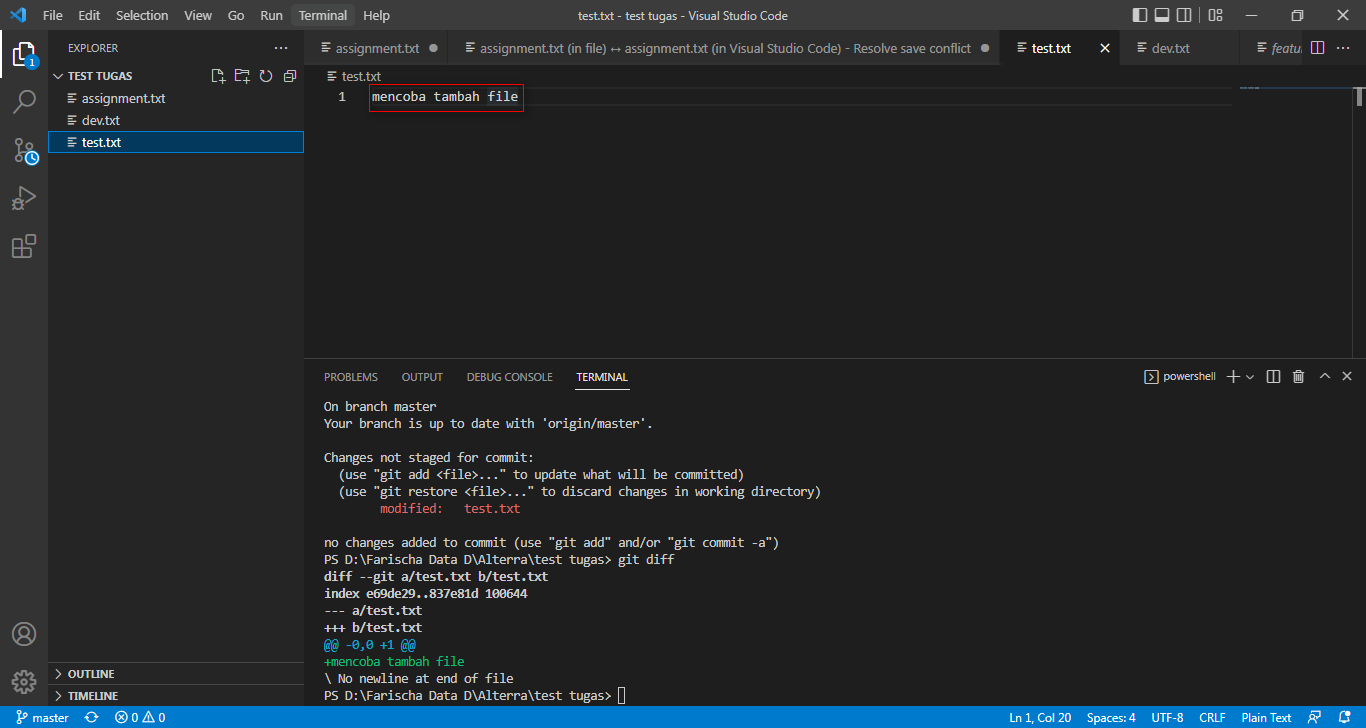 File Edit Selection View Go Run Terminal Help
test.txt - test tugas - Visual Studio Code
EXPLORER
1
TEST TUGAS
assignment.txt
dev.txt
test.txt
OUTLINE
TIMELINE
assignment.txt
assignment.txt (in file) ↔ assignment.txt (in Visual Studio Code) - Resolve save conflict
test.txt
dev.txt
featu
test.txt
1 mencoba tambah file
PROBLEMS OUTPUT DEBUG CONSOLE TERMINAL
powershell
On branch master
Your branch is up to date with 'origin/master'.
Changes not staged for commit:
(use "git add <file>..." to update what will be committed)
(use "git restore <file>..." to discard changes in working directory)
modified: test.txt
no changes added to commit (use "git add" and/or "git commit -a")
PS D:\Farischa Data D\Alterra\test tugas> git diff
diff --git a/test.txt b/test.txt
index e69de29..837e81d 100644
--- a/test.txt
+++ b/test.txt
@@ -0,0 +1 @@
+mencoba tambah file
\ No newline at end of file
PS D:\Farischa Data D\Alterra\test tugas>
master 0 0 Ln 1, Col 20 Spaces: 4 UTF-8 CRLF Plain Text